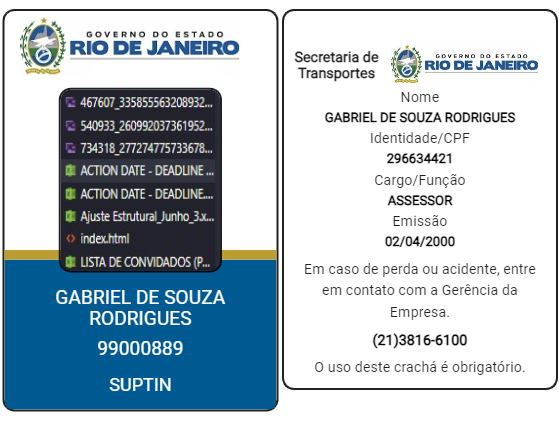 GOVERNO DO ESTADO
RIO DE JANEIRO
467607_335855563208932...
540933_260992037361952...
734318_277274775733678...
ACTION DATE - DEADLINE ...
ACTION DATE - DEADLINE...
Ajuste Estrutural_Junho_3.x...
index.html
LISTA DE CONVIDADOS (P...
GABRIEL DE SOUZA
RODRIGUES
99000889
SUPTIN
Secretaria de
Transportes
GOVERNO DO ESTADO
RIO DE JANEIRO
Nome
GABRIEL DE SOUZA RODRIGUES
Identidade/CPF
296634421
Cargo/Função
ASSESSOR
Emissão
02/04/2000
Em caso de perda ou acidente, entre
em contato com a Gerência da
Empresa.
(21)3816-6100
O uso deste crachá é obrigatório.